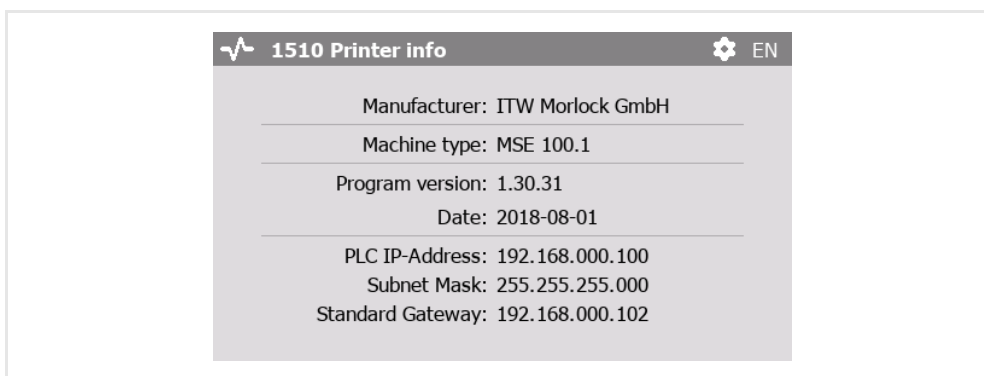 1510 Printer info EN
Manufacturer: ITW Morlock GmbH
Machine type: MSE 100.1
Program version: 1.30.31
Date: 2018-08-01
PLC IP-Address: 192.168.000.100
Subnet Mask: 255.255.255.000
Standard Gateway: 192.168.000.102